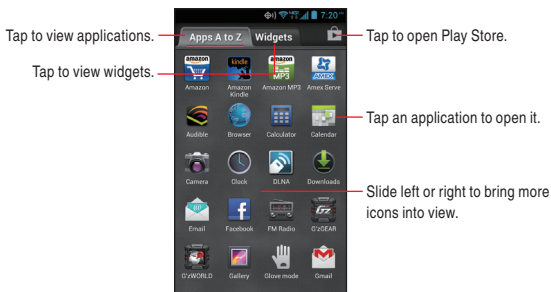 7:20
Tap to view applications.
Apps A to Z Widgets
Tap to open Play Store.
Tap to view widgets.
amazon
kindle
amazon
MP3
AMEX
Amazon
Amazon Kindle
Amazon MP3
Amex Serve
Tap an application to open it.
Audible
Browser
Calculator
Calendar
Camera
Clock
DLNA
Downloads
Slide left or right to bring more
icons into view.
Email
Facebook
FM Radio
G'zGEAR
G'zWORLD
Gallery
Glove mode
Gmail